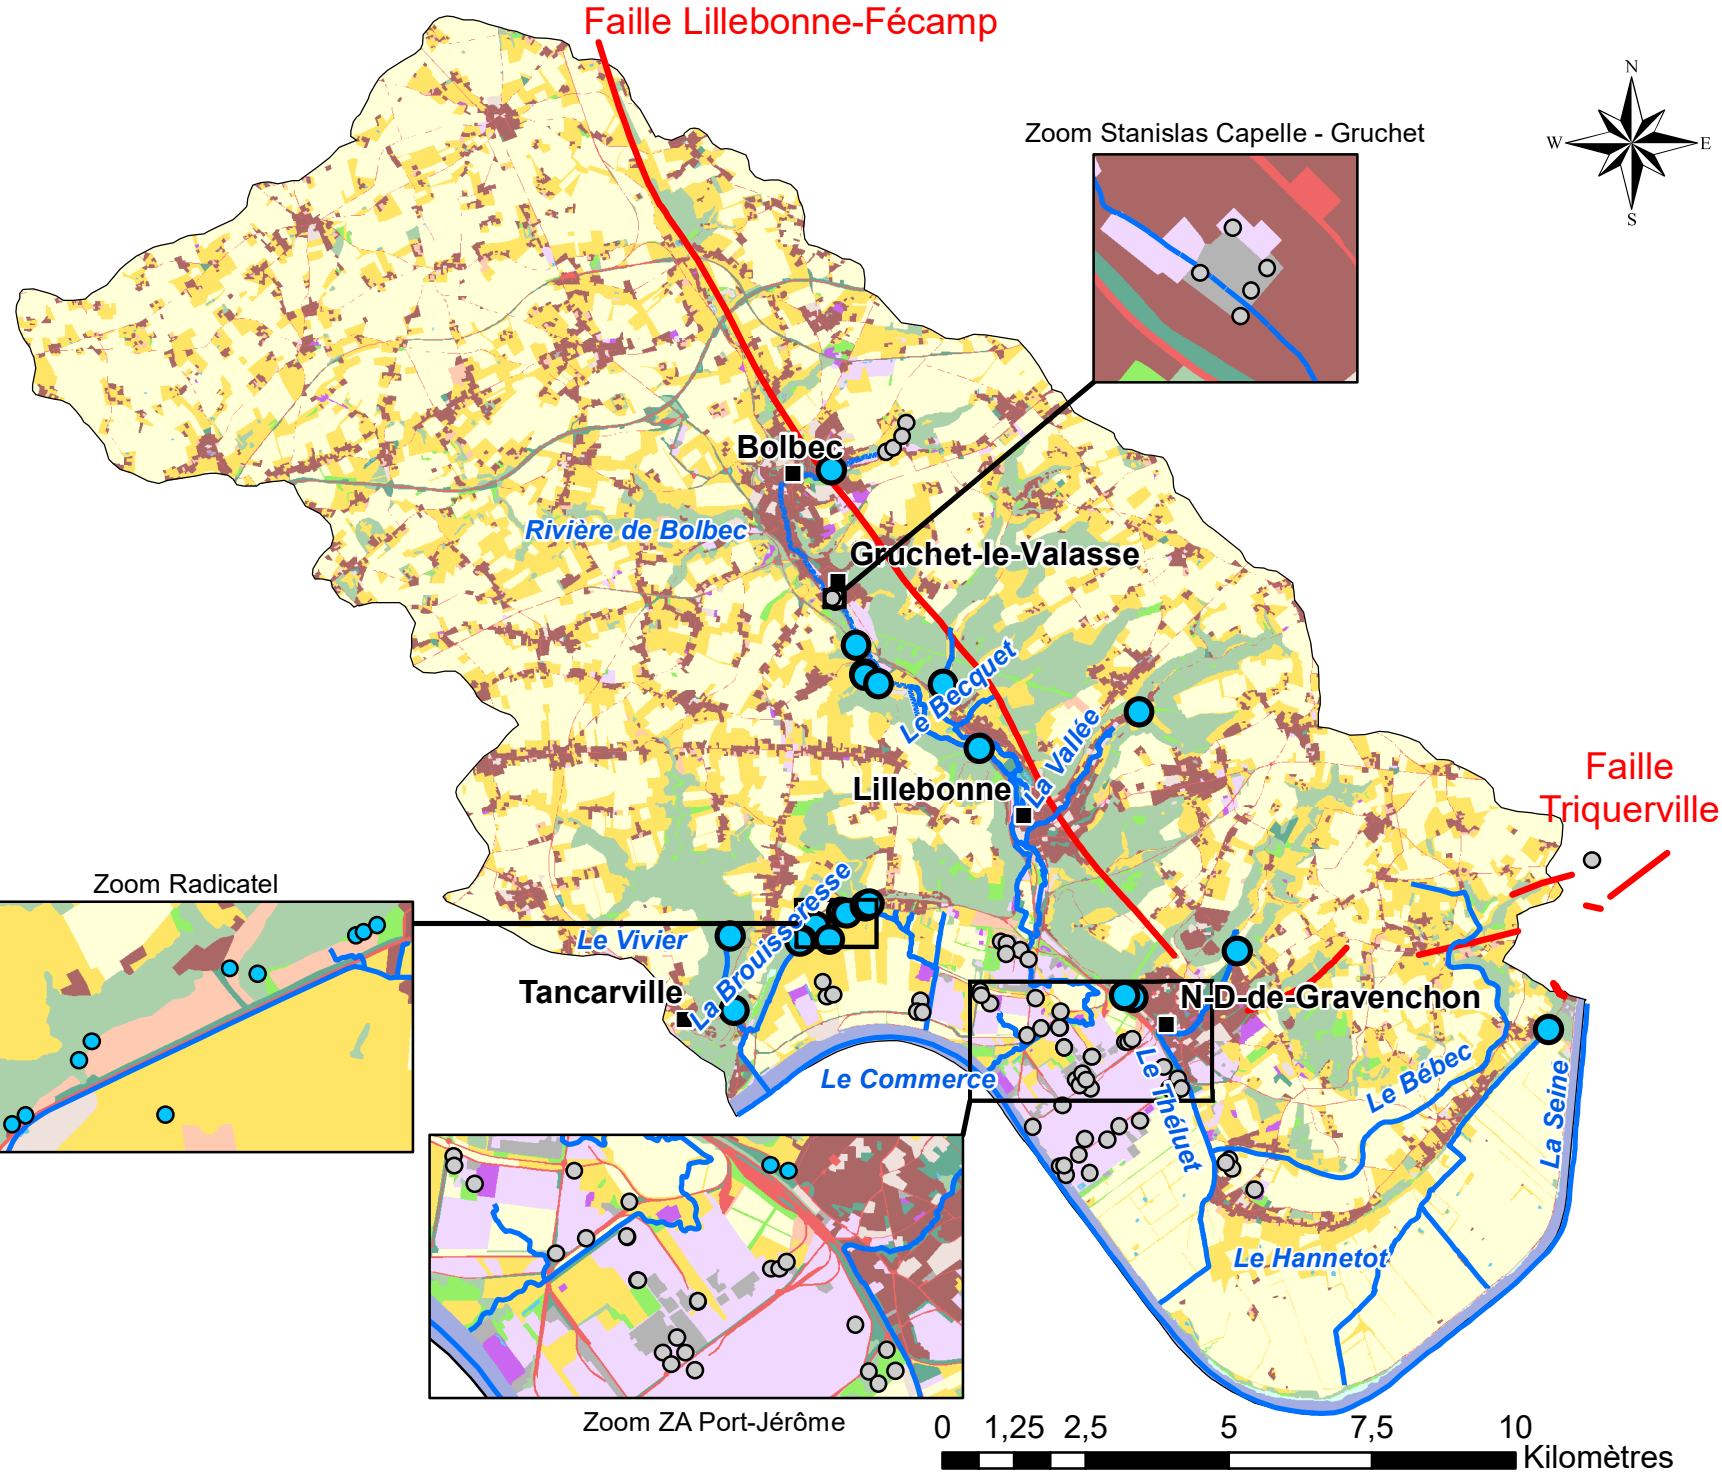 Faille Lillebonne-Fécamp
N
W
E
S
Zoom Stanislas Capelle - Gruchet
Bolbec
Rivière de Bolbec
Gruchet-le-Valasse
Le Becquet
La Vallée
Lillebonne
Faille
Triquerville
Zoom Radicatel
La Brouisseresse
Le Vivier
Tancarville
N-D-de-Gravenchon
Le Commerce
Le Théluet
Le Bébec
La Seine
Le Hannetot
Zoom ZA Port-Jérôme
0 1,25 2,5 5 7,5 10
Kilomètres